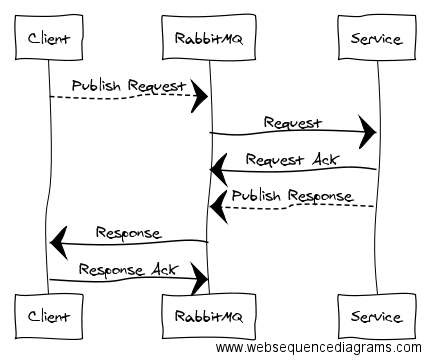 Client RabbitMQ Service
Publish Request
Request
Request Ack
Publish Response
Response
Response Ack
Client RabbitMQ Service
www.websequencediagrams.com